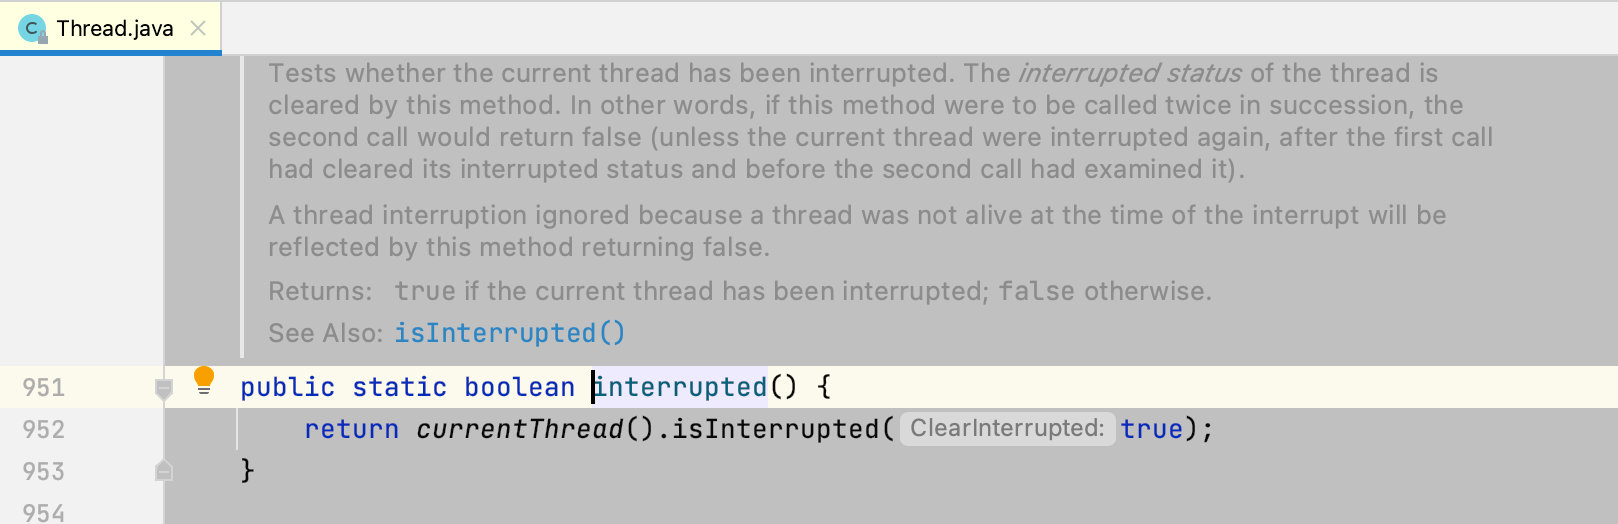 C Thread.java
Tests whether the current thread has been interrupted. The interrupted status of the thread is
cleared by this method. In other words, if this method were to be called twice in succession, the
second call would return false (unless the current thread were interrupted again, after the first call
had cleared its interrupted status and before the second call had examined it).
A thread interruption ignored because a thread was not alive at the time of the interrupt will be
reflected by this method returning false.
Returns: true if the current thread has been interrupted; false otherwise.
See Also: isInterrupted()
951 public static boolean interrupted() {
952 return currentThread().isInterrupted( ClearInterrupted: true);
953 }
954